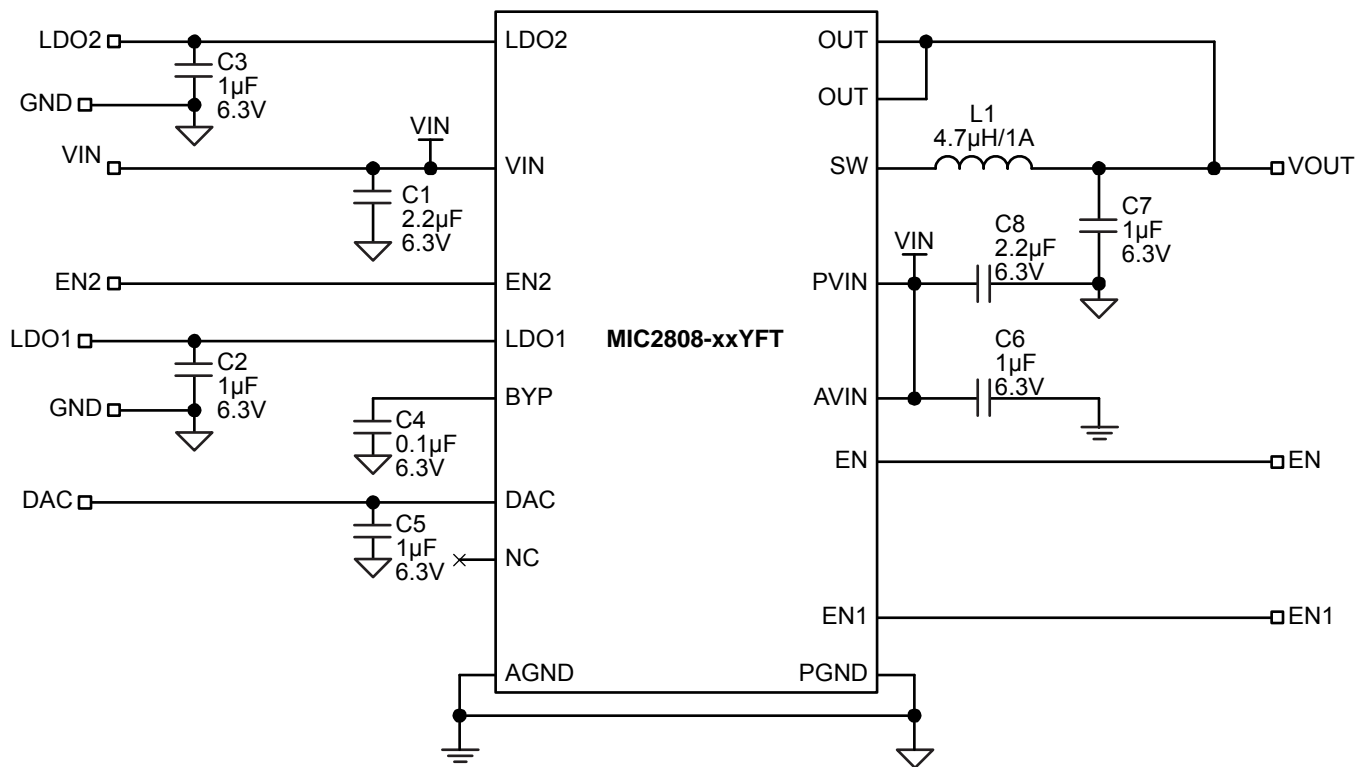 LDO2
C3
1µF
6.3V
GND
VIN
VIN
C1
2.2µF
6.3V
EN2
LDO1
C2
1µF
6.3V
GND
C4
0.1µF
6.3V
DAC
C5
1µF
6.3V
LDO2
VIN
EN2
LDO1
BYP
DAC
NC
AGND
MIC2808-xxYFT
OUT
OUT
SW
PVIN
AVIN
EN
EN1
PGND
L1
4.7µH/1A
VOUT
C7
1µF
6.3V
VIN
C8
2.2µF
6.3V
C6
1µF
6.3V
EN
EN1